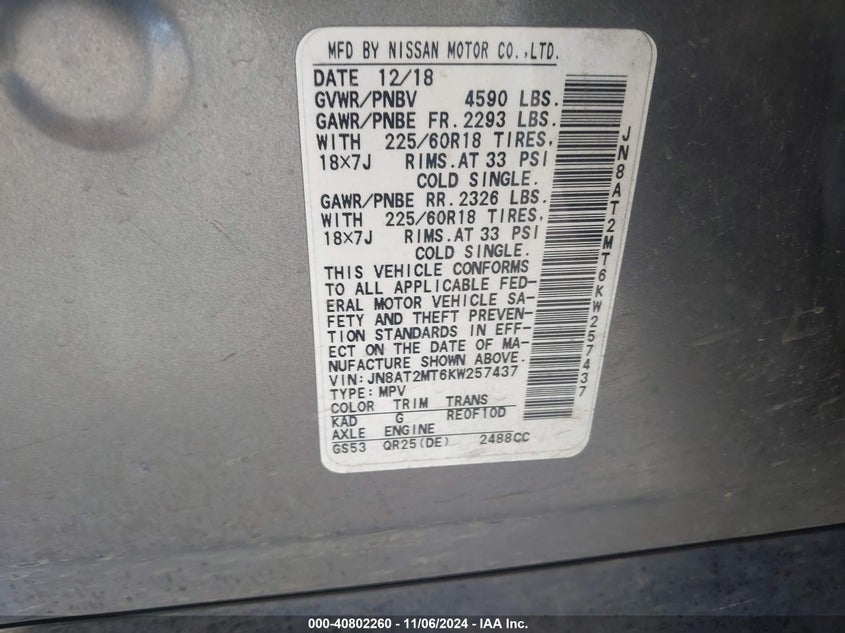 MFD BY NISSAN MOTOR CO.,LTD.
DATE 12/18
GVWR/PNBV 4590 LBS.
GAWR/PNBE FR. 2293 LBS.
WITH 225/60R18 TIRES,
18X7J RIMS.AT 33 PSI
COLD SINGLE.
GAWR/PNBE RR. 2326 LBS.
WITH 225/60R18 TIRES,
18X7J RIMS.AT 33 PSI
COLD SINGLE.
THIS VEHICLE CONFORMS
TO ALL APPLICABLE FED-
ERAL MOTOR VEHICLE SA-
FETY AND THEFT PREVEN-
TION STANDARDS IN EFF-
ECT ON THE DATE OF MA-
NUFACTURE SHOWN ABOVE.
VIN:JN8AT2MT6KW257437
TYPE:MPV
COLOR TRIM TRANS
KAD G RE0F10D
AXLE ENGINE
GS53 QR25(DE) 2488CC
JN8AT2MT6KW257437
000-40802260 - 11/06/2024 - IAA Inc.